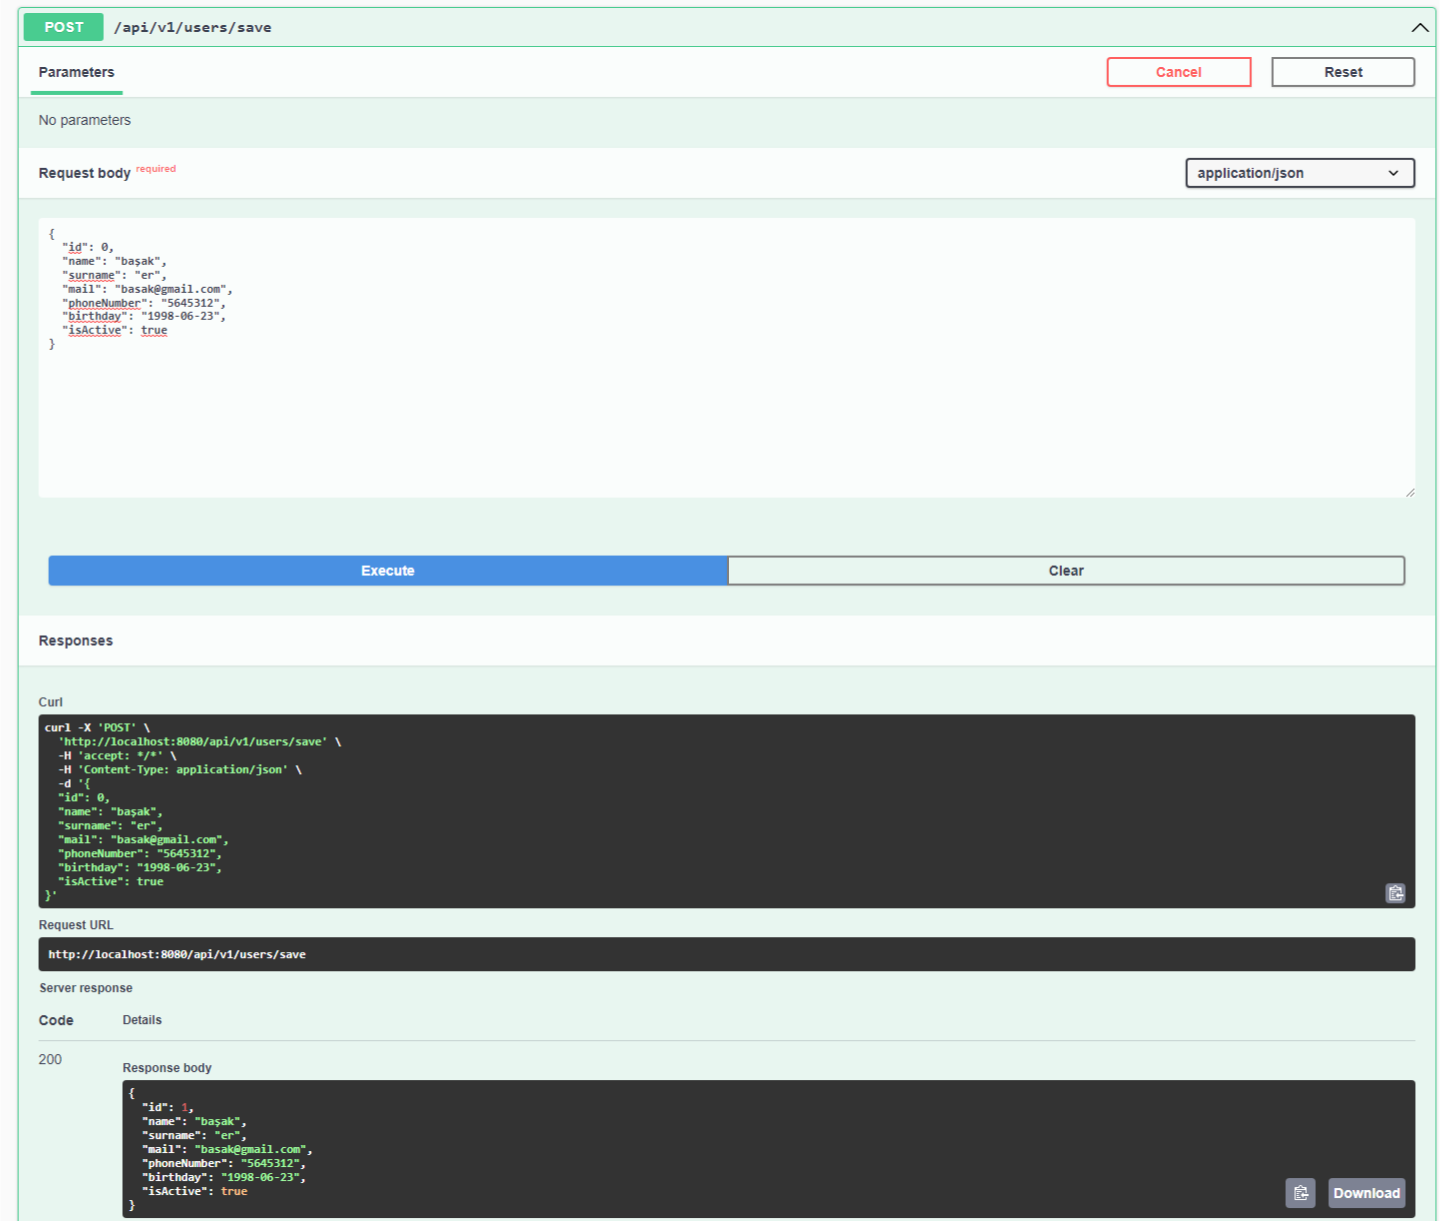 POST /api/v1/users/save
Parameters
Cancel
Reset
No parameters
Request body required
application/json
{
"id": 0,
"name": "başak",
"surname": "er",
"mail": "basak@gmail.com",
"phoneNumber": "5645312",
"birthday": "1998-06-23",
"isActive": true
}
Execute
Clear
Responses
Curl
curl -X 'POST' \
'http://localhost:8080/api/v1/users/save' \
-H 'accept: */*' \
-H 'Content-Type: application/json' \
-d '{
"id": 0,
"name": "başak",
"surname": "er",
"mail": "basak@gmail.com",
"phoneNumber": "5645312",
"birthday": "1998-06-23",
"isActive": true
}'
Request URL
http://localhost:8080/api/v1/users/save
Server response
Code Details
200
Response body
{
"id": 1,
"name": "başak",
"surname": "er",
"mail": "basak@gmail.com",
"phoneNumber": "5645312",
"birthday": "1998-06-23",
"isActive": true
}
Download